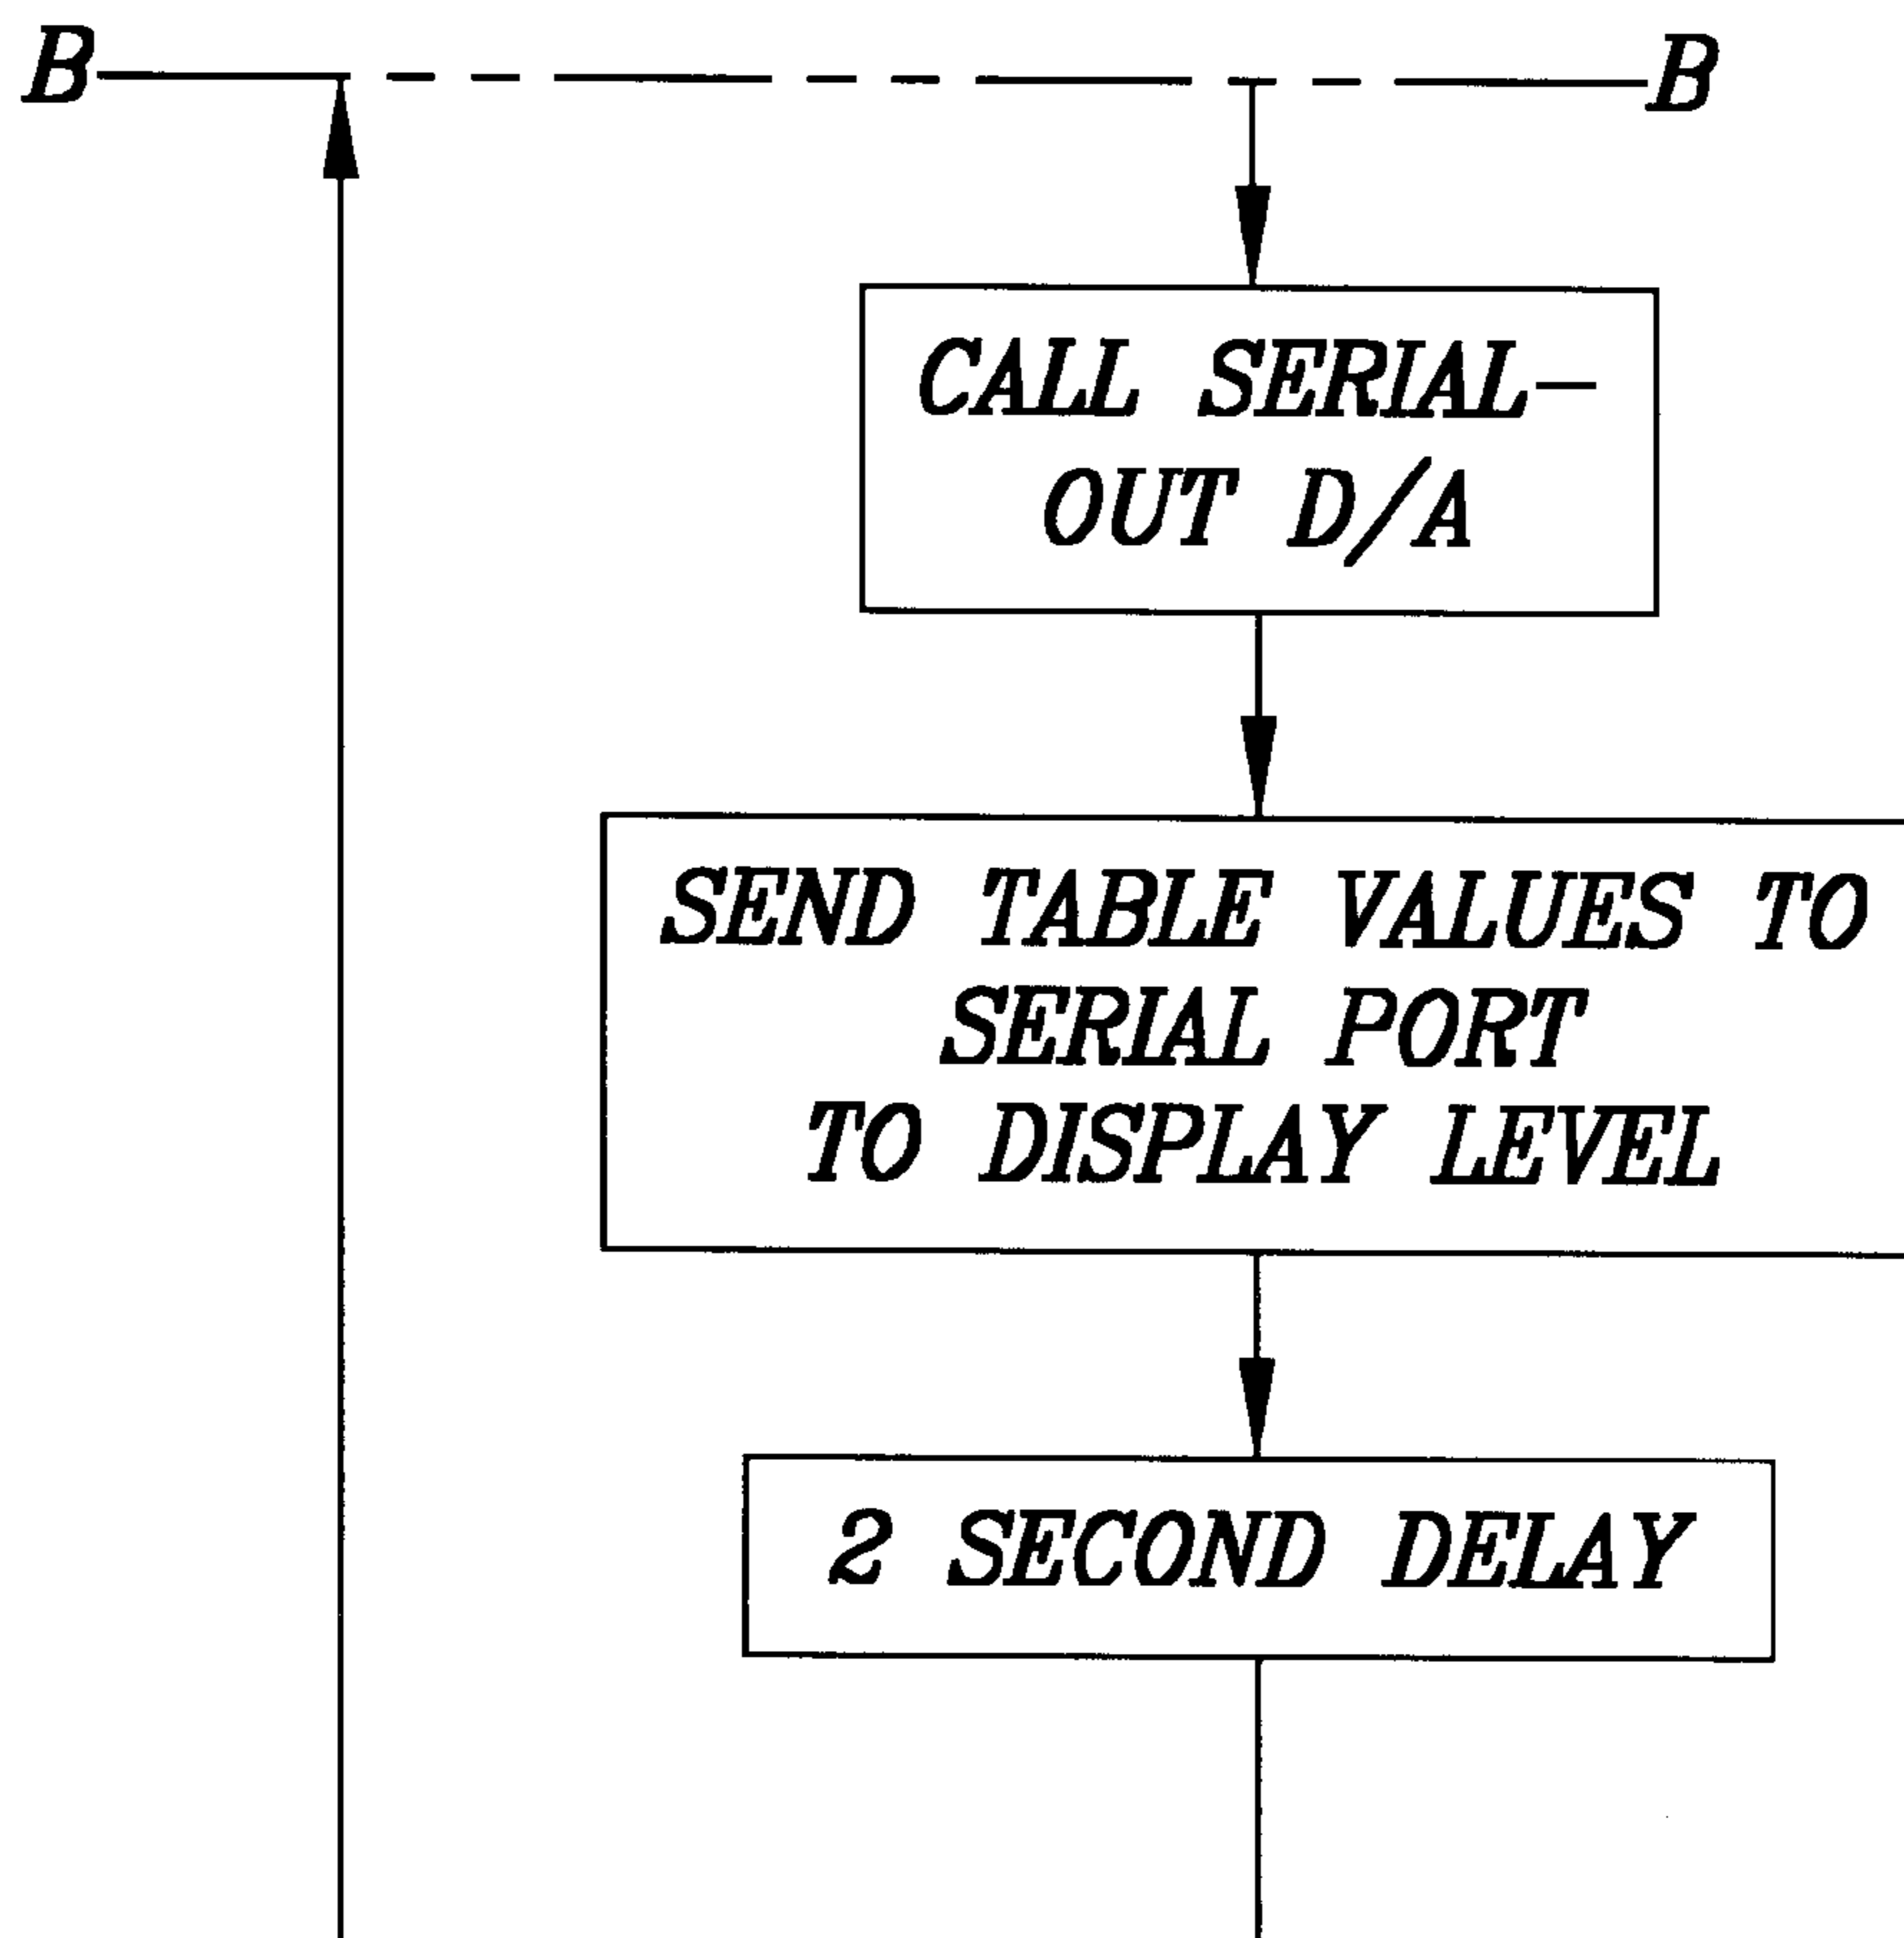 B B
CALL SERIAL-
OUT D/A
SEND TABLE VALUES TO
SERIAL PORT
TO DISPLAY LEVEL
2 SECOND DELAY